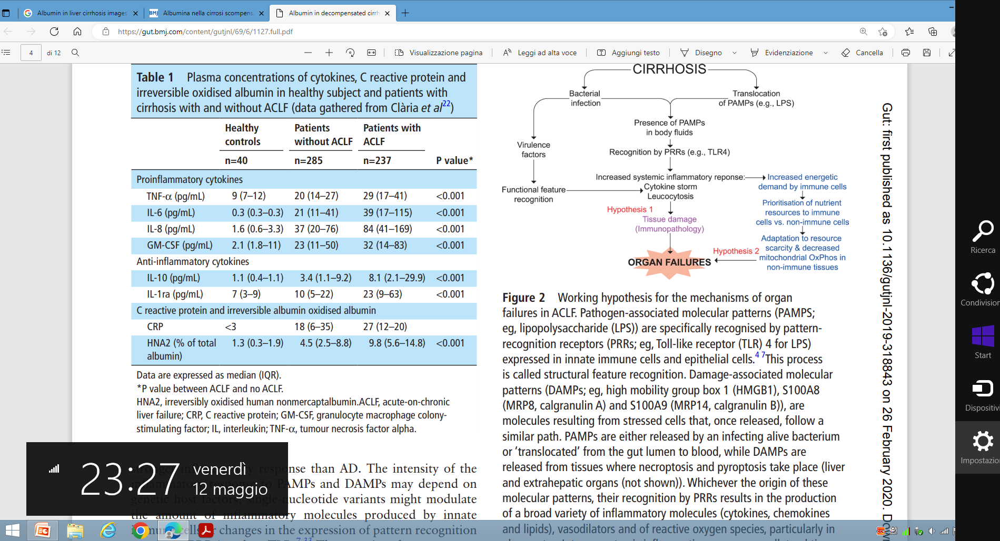 Albumin in liver cirrhosis images
BMJ
Albumina nella cirrosi scompens
Albumin in decompensated cirrh
https://gut.bmj.com/content/gutjnl/69/6/1127.full.pdf
4 di 12
Visualizzazione pagina
Leggi ad alta voce
Aggiungi testo
Disegno
Evidenziazione
Cancella
Table 1 Plasma concentrations of cytokines, C reactive protein and
irreversible oxidised albumin in healthy subject and patients with
cirrhosis with and without ACLF (data gathered from Clària et al22)
Healthy Patients Patients with
controls without ACLF ACLF
n=40 n=285 n=237 P value*
Proinflammatory cytokines
TNF-α (pg/mL) 9 (7–12) 20 (14–27) 29 (17–41) <0.001
IL-6 (pg/mL) 0.3 (0.3–0.3) 21 (11–41) 39 (17–115) <0.001
IL-8 (pg/mL) 1.6 (0.6–3.3) 37 (20–76) 84 (41–169) <0.001
GM-CSF (pg/mL) 2.1 (1.8–11) 23 (11–50) 32 (14–83) <0.001
Anti-inflammatory cytokines
IL-10 (pg/mL) 1.1 (0.4–1.1) 3.4 (1.1–9.2) 8.1 (2.1–29.9) <0.001
IL-1ra (pg/mL) 7 (3–9) 10 (5–22) 23 (9–63) <0.001
C reactive protein and irreversible albumin oxidised albumin
CRP <3 18 (6–35) 27 (12–20)
HNA2 (% of total 1.3 (0.3–1.9) 4.5 (2.5–8.8) 9.8 (5.6–14.8) <0.001
albumin)
Data are expressed as median (IQR).
*P value between ACLF and no ACLF.
HNA2, irreversibly oxidised human nonmercaptalbumin.ACLF, acute-on-chronic
liver failure; CRP, C reactive protein; GM-CSF, granulocyte macrophage colony-
stimulating factor; IL, interleukin; TNF-α, tumour necrosis factor alpha.
response than AD. The intensity of the
PAMPs and DAMPs may depend on
genetic host factors, single-nucleotide variants might modulate
the amount of inflammatory molecules produced by innate
changes in the expression of pattern recognition
CIRRHOSIS
Bacterial
infection
Translocation
of PAMPs (e.g., LPS)
Presence of PAMPs
in body fluids
Virulence
factors
Recognition by PRRs (e.g., TLR4)
Functional feature
recognition
Increased systemic inflammatory reponse:
Cytokine storm
Leucocytosis
Increased energetic
demand by immune cells
Prioritisation of nutrient
resources to immune
cells vs. non-immune cells
Hypothesis 1
Tissue damage
(Immunopathology)
Adaptation to resource
scarcity & decreased
mitochondrial OxPhos in
non-immune tissues
Hypothesis 2
ORGAN FAILURES
Figure 2 Working hypothesis for the mechanisms of organ
failures in ACLF. Pathogen-associated molecular patterns (PAMPS;
eg, lipopolysaccharide (LPS)) are specifically recognised by pattern-
recognition receptors (PRRs; eg, Toll-like receptor (TLR) 4 for LPS)
expressed in innate immune cells and epithelial cells.4 7This process
is called structural feature recognition. Damage-associated molecular
patterns (DAMPs; eg, high mobility group box 1 (HMGB1), S100A8
(MRP8, calgranulin A) and S100A9 (MRP14, calgranulin B)), are
molecules resulting from stressed cells that, once released, follow a
similar path. PAMPs are either released by an infecting alive bacterium
or ‘translocated’ from the gut lumen to blood, while DAMPs are
released from tissues where necroptosis and pyroptosis take place (liver
and extrahepatic organs (not shown)). Whichever the origin of these
molecular patterns, their recognition by PRRs results in the production
of a broad variety of inflammatory molecules (cytokines, chemokines
and lipids), vasodilators and of reactive oxygen species, particularly in
Gut: first published as 10.1136/gutjnl-2019-318843 on 26 February 2020. Dow
Ricerca
Condivision
Start
Dispositivi
Impostazio
23:27
venerdì
12 maggio